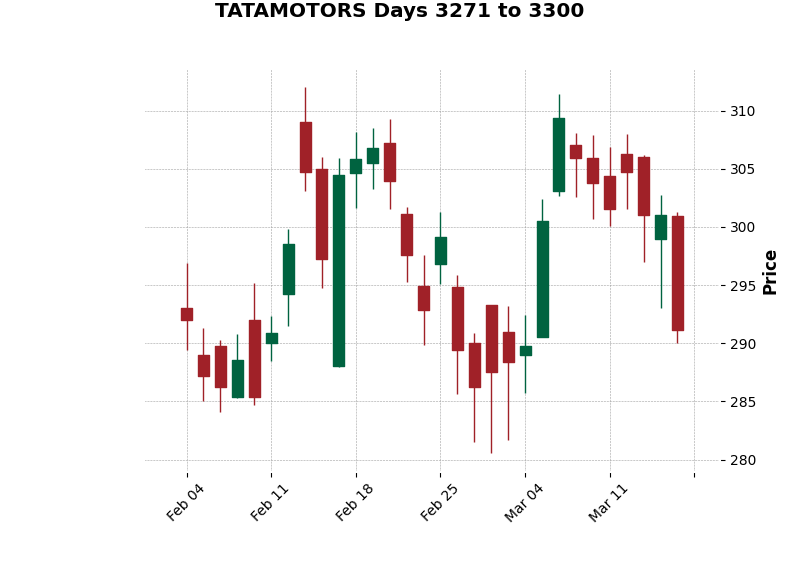 TATAMOTORS Days 3271 to 3300
310
305
300
295
290
285
280
Price
Feb 04
Feb 11
Feb 18
Feb 25
Mar 04
Mar 11